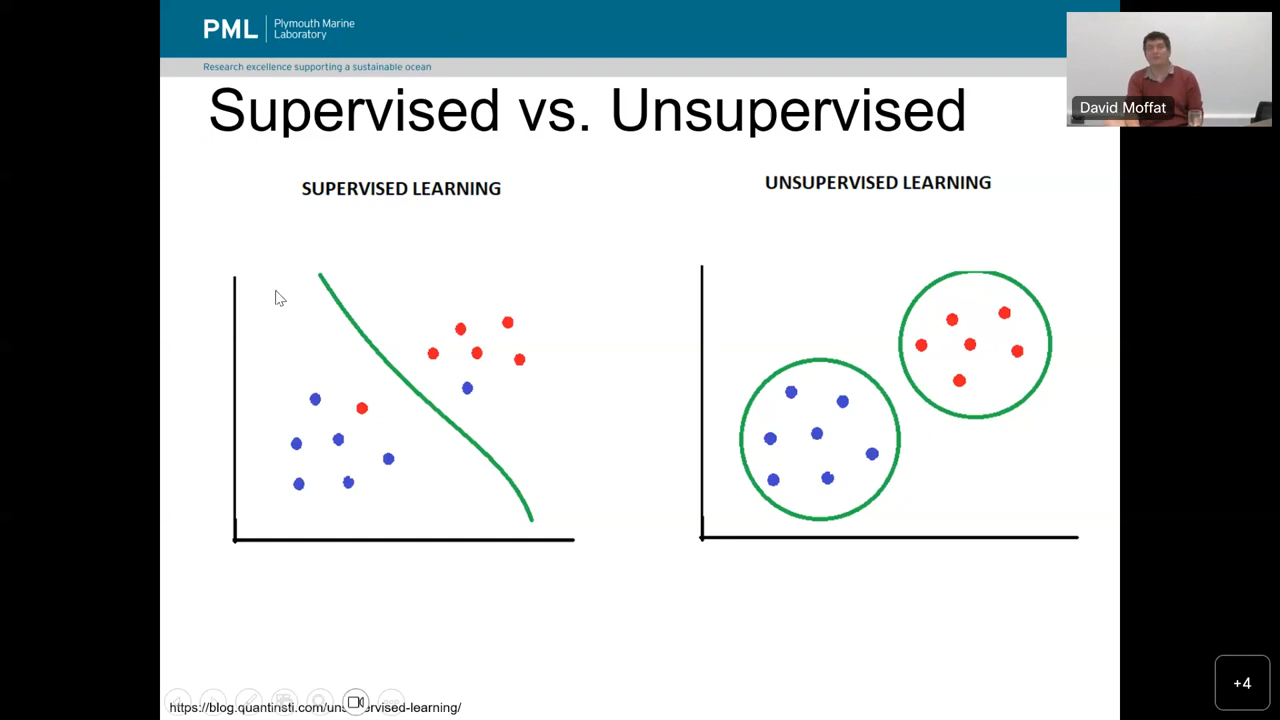 PML
Plymouth Marine
Laboratory
Research excellence supporting a sustainable ocean
David Moffat
Supervised vs. Unsupervised
SUPERVISED LEARNING
UNSUPERVISED LEARNING
+4